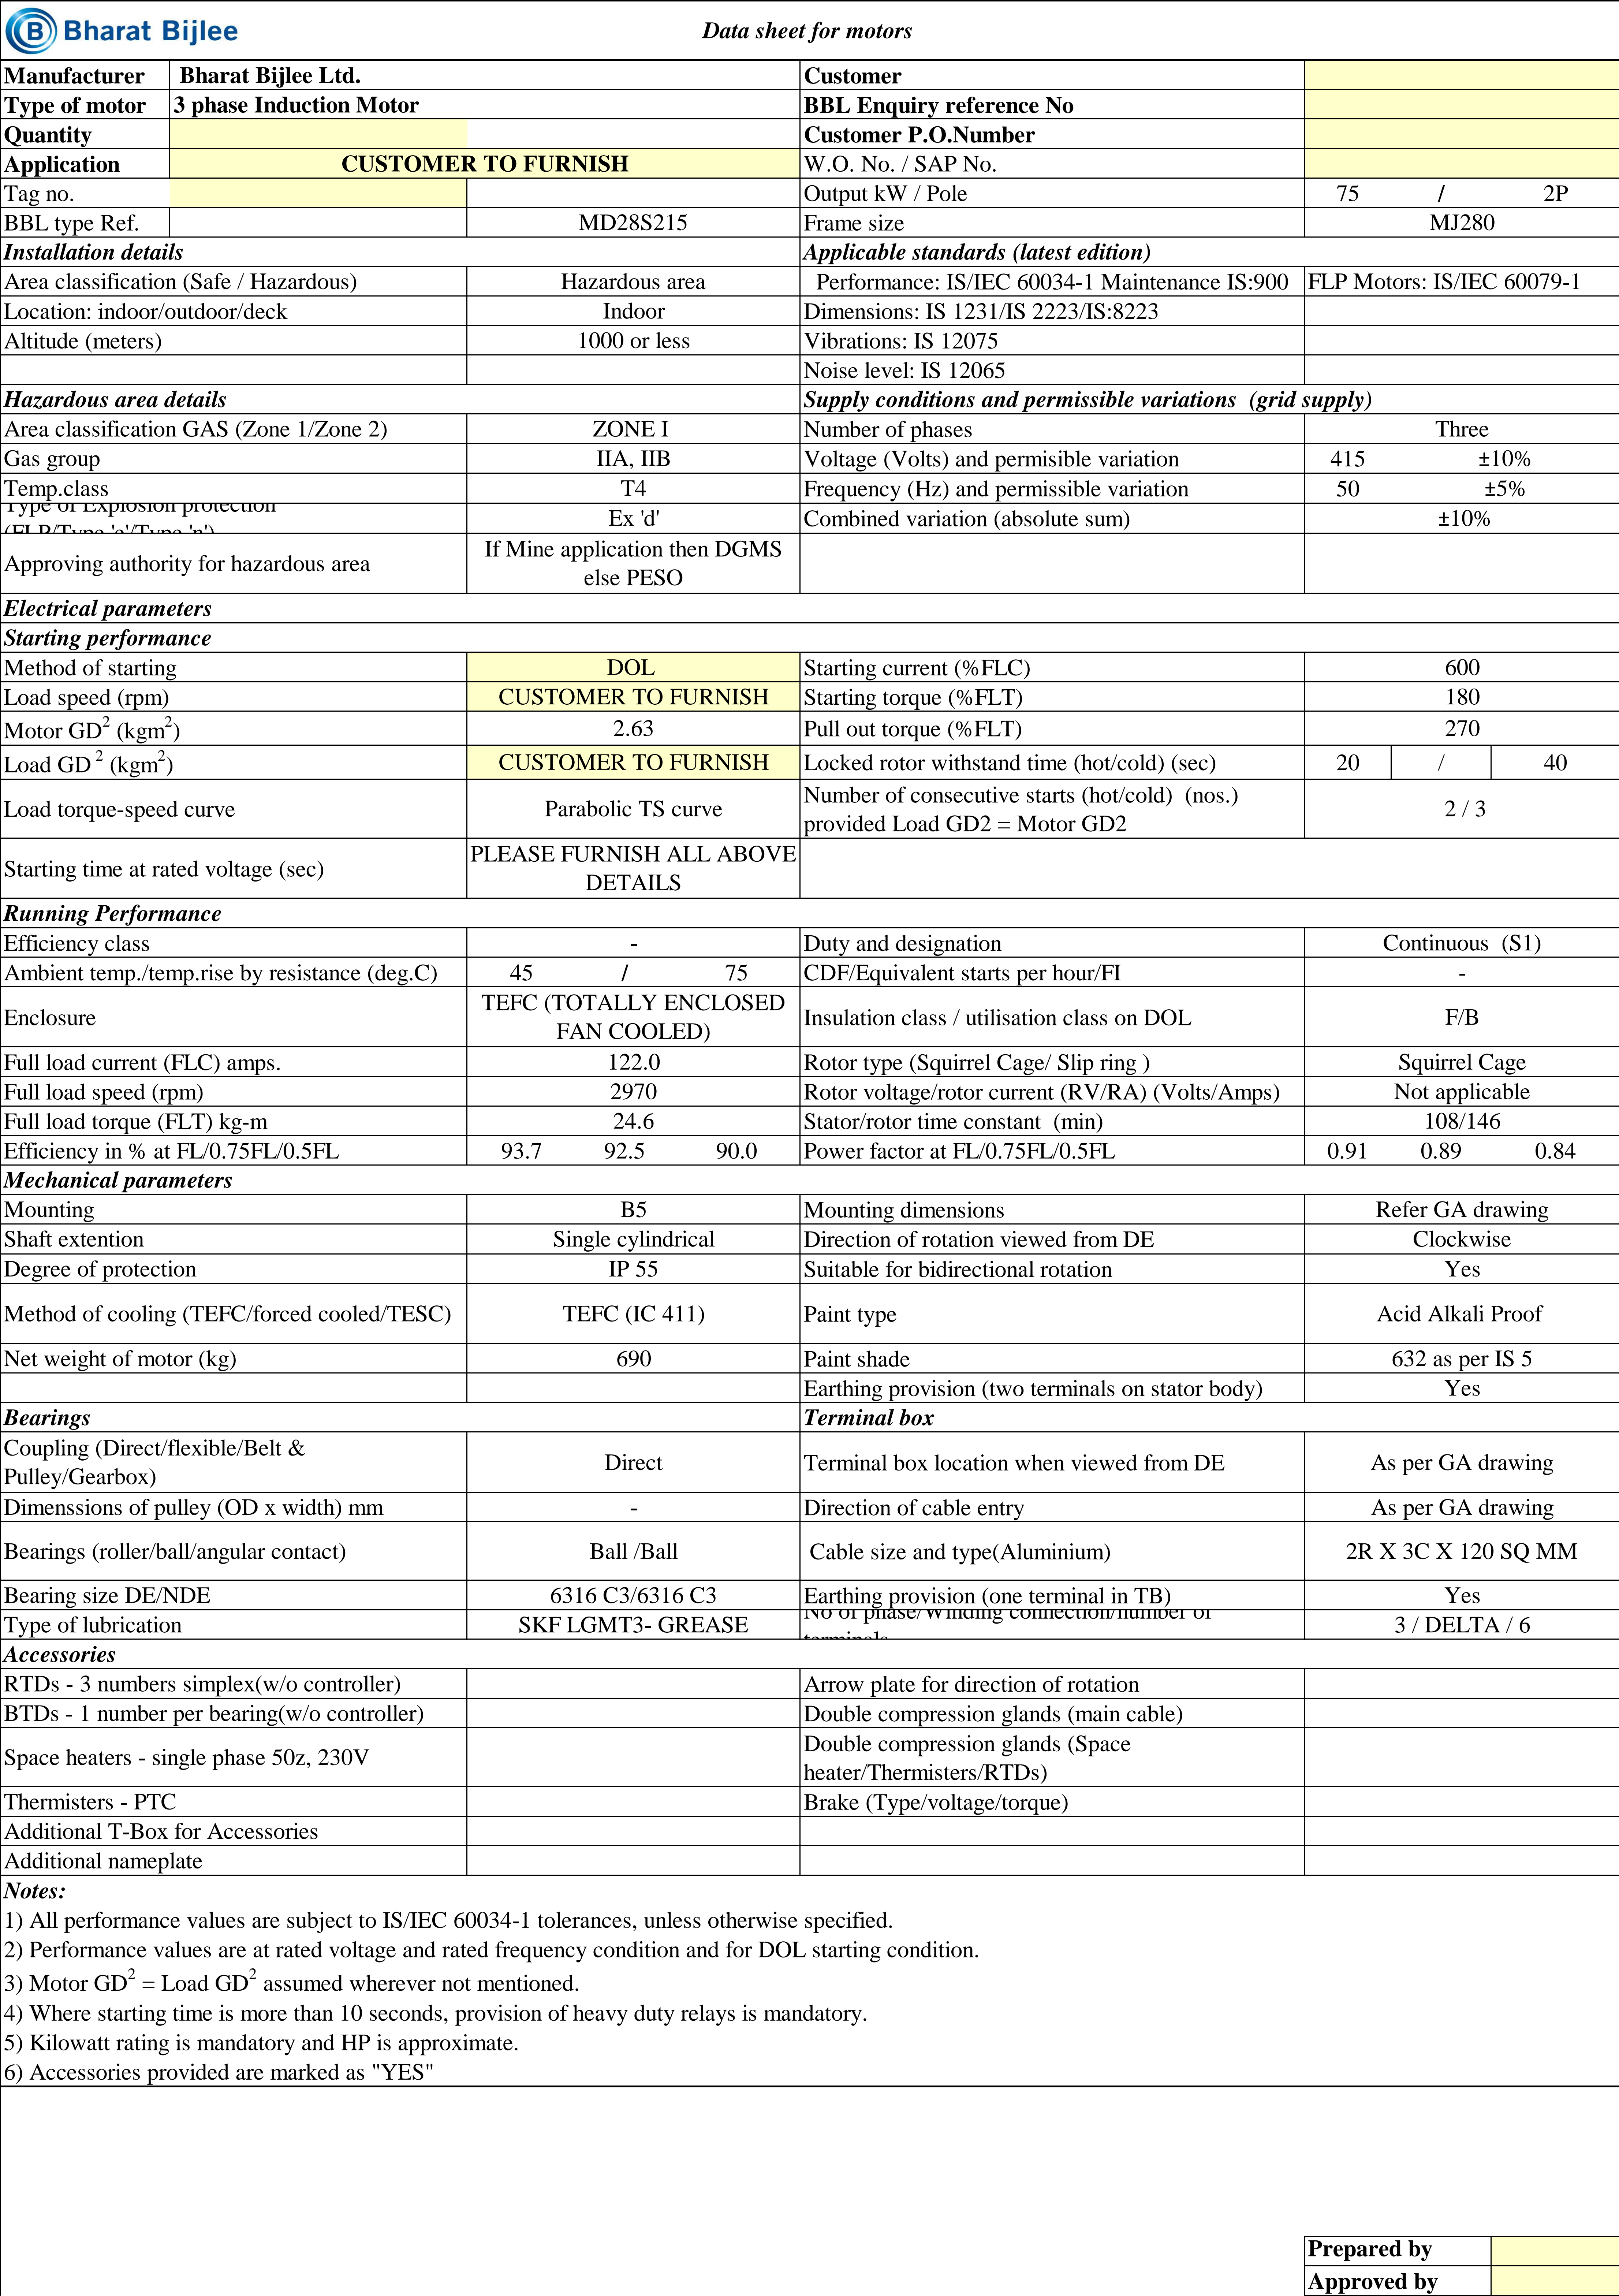 B Bharat Bijlee
Data sheet for motors
Manufacturer Bharat Bijlee Ltd. Customer
Type of motor 3 phase Induction Motor BBL Enquiry reference No
Quantity Customer P.O.Number
Application CUSTOMER TO FURNISH W.O. No. / SAP No.
Tag no. Output kW / Pole 75 / 2P
BBL type Ref. MD28S215 Frame size MJ280
Installation details Applicable standards (latest edition)
Area classification (Safe / Hazardous) Hazardous area Performance: IS/IEC 60034-1 Maintenance IS:900 FLP Motors: IS/IEC 60079-1
Location: indoor/outdoor/deck Indoor Dimensions: IS 1231/IS 2223/IS:8223
Altitude (meters) 1000 or less Vibrations: IS 12075
Noise level: IS 12065
Hazardous area details Supply conditions and permissible variations (grid supply)
Area classification GAS (Zone 1/Zone 2) ZONE I Number of phases Three
Gas group IIA, IIB Voltage (Volts) and permisible variation 415 ±10%
Temp.class T4 Frequency (Hz) and permissible variation 50 ±5%
Type of Explosion protection
(FLP/Type 'e'/Type 'n') Ex 'd' Combined variation (absolute sum) ±10%
Approving authority for hazardous area If Mine application then DGMS
else PESO
Electrical parameters
Starting performance
Method of starting DOL Starting current (%FLC) 600
Load speed (rpm) CUSTOMER TO FURNISH Starting torque (%FLT) 180
Motor GD² (kgm²) 2.63 Pull out torque (%FLT) 270
Load GD ² (kgm²) CUSTOMER TO FURNISH Locked rotor withstand time (hot/cold) (sec) 20 / 40
Load torque-speed curve Parabolic TS curve Number of consecutive starts (hot/cold) (nos.)
provided Load GD2 = Motor GD2 2 / 3
Starting time at rated voltage (sec) PLEASE FURNISH ALL ABOVE
DETAILS
Running Performance
Efficiency class - Duty and designation Continuous (S1)
Ambient temp./temp.rise by resistance (deg.C) 45 / 75 CDF/Equivalent starts per hour/FI -
Enclosure TEFC (TOTALLY ENCLOSED
FAN COOLED) Insulation class / utilisation class on DOL F/B
Full load current (FLC) amps. 122.0 Rotor type (Squirrel Cage/ Slip ring ) Squirrel Cage
Full load speed (rpm) 2970 Rotor voltage/rotor current (RV/RA) (Volts/Amps) Not applicable
Full load torque (FLT) kg-m 24.6 Stator/rotor time constant (min) 108/146
Efficiency in % at FL/0.75FL/0.5FL 93.7 92.5 90.0 Power factor at FL/0.75FL/0.5FL 0.91 0.89 0.84
Mechanical parameters
Mounting B5 Mounting dimensions Refer GA drawing
Shaft extention Single cylindrical Direction of rotation viewed from DE Clockwise
Degree of protection IP 55 Suitable for bidirectional rotation Yes
Method of cooling (TEFC/forced cooled/TESC) TEFC (IC 411) Paint type Acid Alkali Proof
Net weight of motor (kg) 690 Paint shade 632 as per IS 5
Earthing provision (two terminals on stator body) Yes
Bearings Terminal box
Coupling (Direct/flexible/Belt &
Pulley/Gearbox) Direct Terminal box location when viewed from DE As per GA drawing
Dimenssions of pulley (OD x width) mm - Direction of cable entry As per GA drawing
Bearings (roller/ball/angular contact) Ball /Ball Cable size and type(Aluminium) 2R X 3C X 120 SQ MM
Bearing size DE/NDE 6316 C3/6316 C3 Earthing provision (one terminal in TB) Yes
Type of lubrication SKF LGMT3- GREASE No of phase/Winding connection/number of
terminals 3 / DELTA / 6
Accessories
RTDs - 3 numbers simplex(w/o controller) Arrow plate for direction of rotation
BTDs - 1 number per bearing(w/o controller) Double compression glands (main cable)
Space heaters - single phase 50z, 230V Double compression glands (Space
heater/Thermisters/RTDs)
Thermisters - PTC Brake (Type/voltage/torque)
Additional T-Box for Accessories
Additional nameplate
Notes:
1) All performance values are subject to IS/IEC 60034-1 tolerances, unless otherwise specified.
2) Performance values are at rated voltage and rated frequency condition and for DOL starting condition.
3) Motor GD² = Load GD² assumed wherever not mentioned.
4) Where starting time is more than 10 seconds, provision of heavy duty relays is mandatory.
5) Kilowatt rating is mandatory and HP is approximate.
6) Accessories provided are marked as "YES"
Prepared by
Approved by